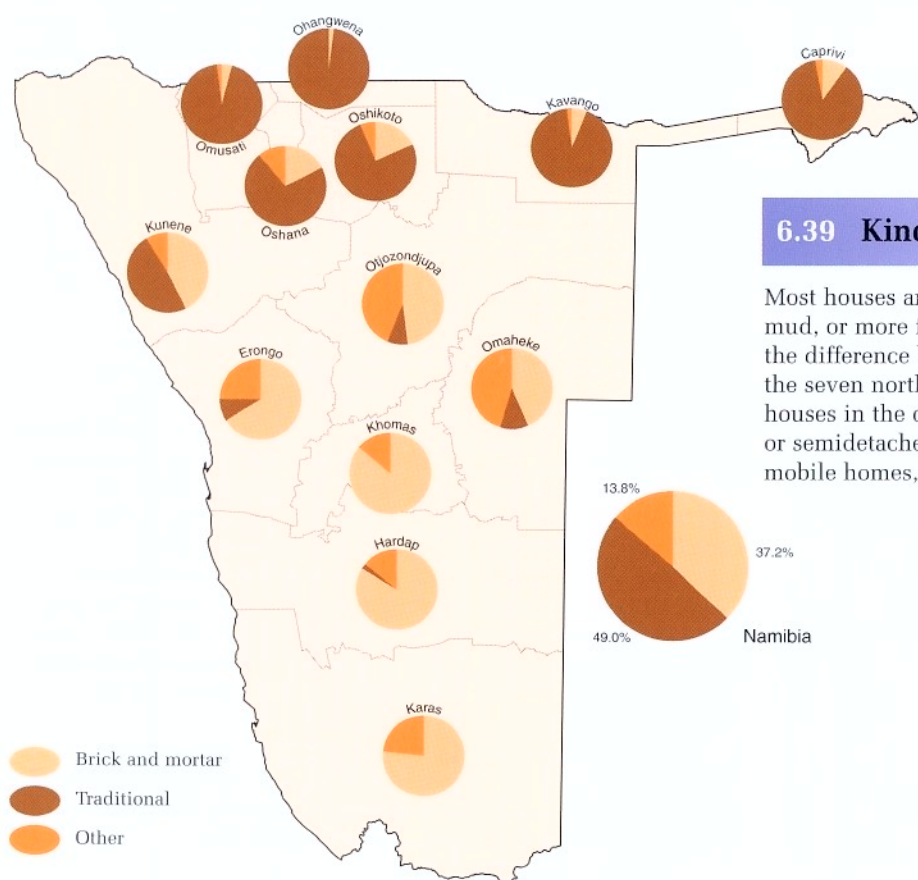 Ohangwena
Caprivi
Omusati
Oshikoto
Kavango
Oshana
Kunene
Otjozondjupa
Omaheke
Erongo
Khomas
Hardap
Karas
6.39 Kin
Most houses a
mud, or more
the difference
the seven north
houses in the
or semidetache
mobile homes,
13.8%
37.2%
49.0%
Namibia
Brick and mortar
Traditional
Other